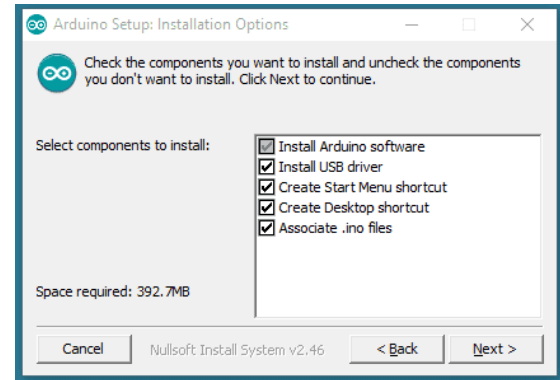 Arduino Setup: Installation Options
Check the components you want to install and uncheck the components
you don't want to install. Click Next to continue.
Select components to install:
Install Arduino software
Install USB driver
Create Start Menu shortcut
Create Desktop shortcut
Associate .ino files
Space required: 392.7MB
Cancel
Nullsoft Install System v2.46
< Back
Next >